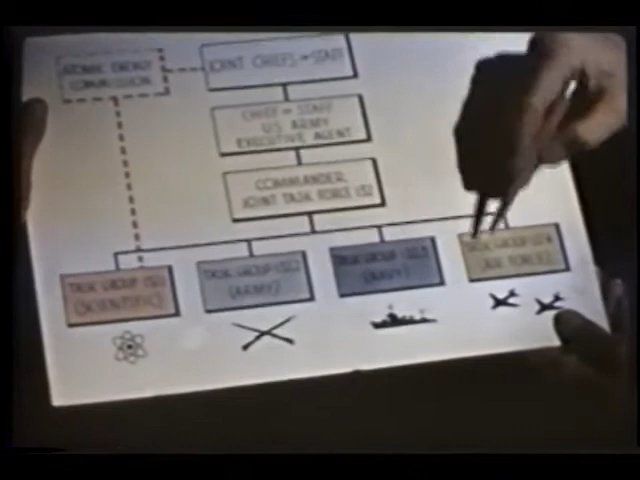 ATOMIC ENERGY
COMMISSION
JOINT CHIEFS OF STAFF
CHIEF OF STAFF
U.S. ARMY
EXECUTIVE AGENT
COMMANDER,
JOINT TASK FORCE 132
TASK GROUP 132.1
(SCIENTIFIC)
TASK GROUP 132.2
(ARMY)
TASK GROUP 132.3
(NAVY)
TASK GROUP 132.4
(AIR FORCE)